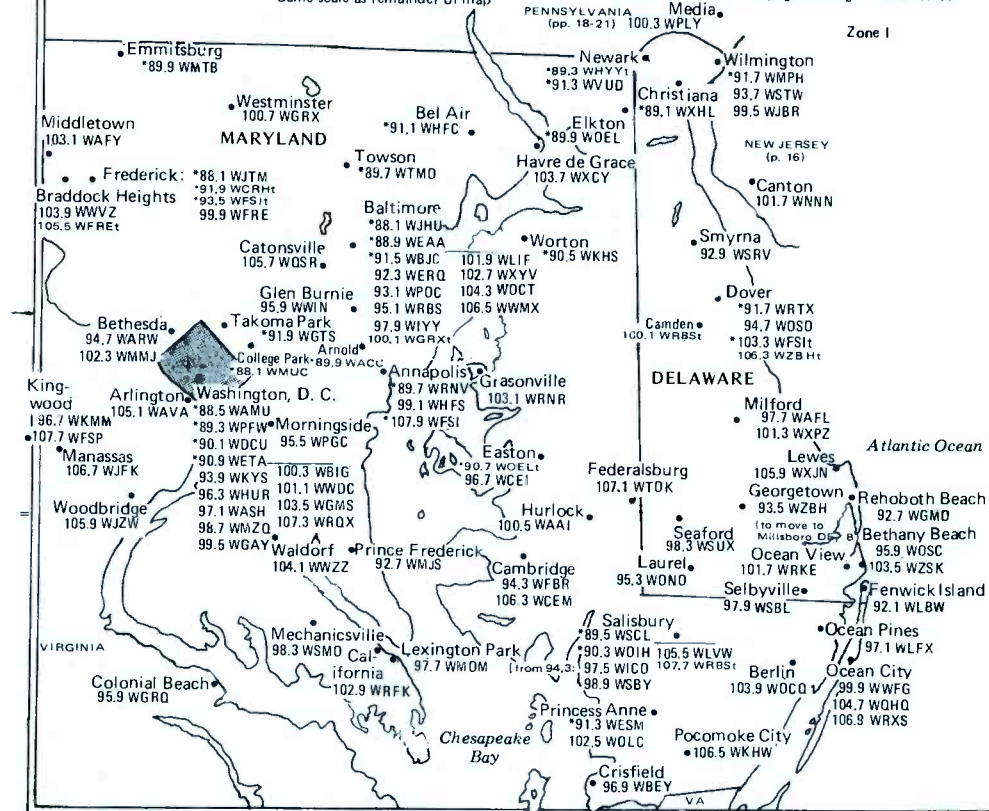 PENNSYLVANIA
(pp. 18-21)
Media
100.3 WPLY
Zone I
Emmitsburg
*89.9 WMTB
Newark
*89.3 WHYYt
*91.3 WVUD
Wilmington
*91.7 WMPH
93.7 WSTW
99.5 WJBR
Christiana
*89.1 WXHL
Westminster
100.7 WGRX
Bel Air
*91.1 WHFC
Elkton
*89.9 WOEL
Middletown
103.1 WAFY
MARYLAND
NEW JERSEY
(p. 16)
Towson
*89.7 WTMD
Havre de Grace
103.7 WXCY
Frederick:
*88.1 WJTM
*91.9 WCRHt
*93.5 WFSIt
99.9 WFRE
Braddock Heights
103.9 WWVZ
105.5 WFREt
Canton
101.7 WNNN
Baltimore
*88.1 WJHU
*88.9 WEAA
*91.5 WBJC
92.3 WERQ
93.1 WPOC
95.1 WRBS
97.9 WIYY
100.1 WGRXt
101.9 WLIF
102.7 WXYV
104.3 WOCT
106.5 WWMX
Worton
*90.5 WKHS
Smyrna
92.9 WSRV
Catonsville
105.7 WQSR
Glen Burnie
95.9 WWIN
Dover
*91.7 WRTX
94.7 WDSD
*103.3 WFSIt
106.3 WZBHt
Camden
100.1 WRBSt
Bethesda
94.7 WARW
102.3 WMMJ
Takoma Park
*91.9 WGTS
College Park
*88.1 WMUC
Arnold
*89.9 WACC
Annapolis
*89.7 WRNV
99.1 WHFS
*107.9 WFSI
Grasonville
103.1 WRNR
DELAWARE
King-
wood
96.7 WKMM
*107.7 WFSP
Arlington
105.1 WAVA
Washington, D. C.
*88.5 WAMU
*89.3 WPFW
*90.1 WDCU
*90.9 WETA
93.9 WKYS
96.3 WHUR
97.1 WASH
98.7 WMZQ
99.5 WGAY
100.3 WBIG
101.1 WWDC
103.5 WGMS
107.3 WRQX
Morningside
95.5 WPGC
Milford
97.7 WAFL
101.3 WXPZ
Atlantic Ocean
Manassas
106.7 WJFK
Easton
*90.7 WOELt
96.7 WCEI
Federalsburg
107.1 WTDK
Lewes
105.9 WXJN
Georgetown
93.5 WZBH
(to move to
Millsboro DE
Rehoboth Beach
92.7 WGMD
Woodbridge
105.9 WJZW
Hurlock
100.5 WAAI
Seaford
98.3 WSUX
Bethany Beach
95.9 WOSC
103.5 WZSK
Ocean View
101.7 WRKE
Waldorf
104.1 WWZZ
Prince Frederick
92.7 WMJS
Laurel
95.3 WDND
Cambridge
94.3 WFBR
106.3 WCEM
Selbyville
97.9 WSBL
Fenwick Island
92.1 WLBW
Mechanicsville
98.3 WSMD
Salisbury
*89.5 WSCL
*90.3 WDIH
97.5 WICO
98.9 WSBY
[from 94.3:
105.5 WLVW
107.7 WRBSt
Ocean Pines
97.1 WLFX
VIRGINIA
Cal-
ifornia
102.9 WRFK
Lexington Park
97.7 WMDM
Berlin
103.9 WOCQ
Ocean City
99.9 WWFG
104.7 WQHQ
106.9 WRXS
Colonial Beach
95.9 WGRQ
Princess Anne
*91.3 WESM
102.5 WOLC
Chesapeake
Bay
Pocomoke City
106.5 WKHW
Crisfield
96.9 WBEY
VA